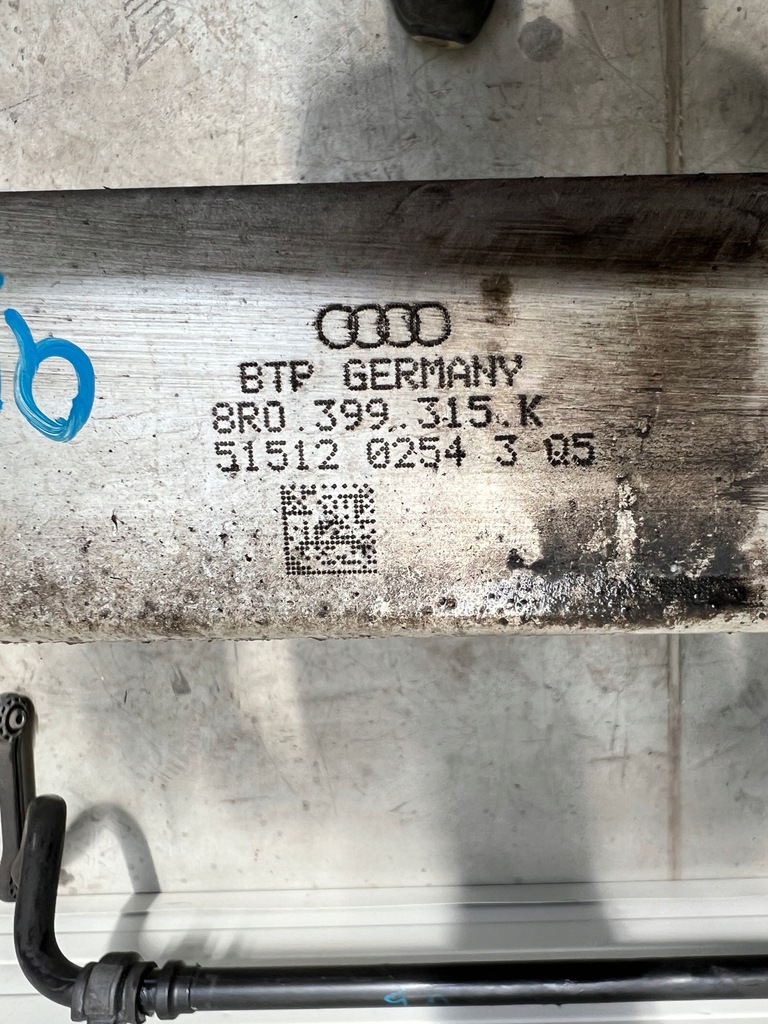 BTP GERMANY
8R0.399.315.K
51512 0254 3 05